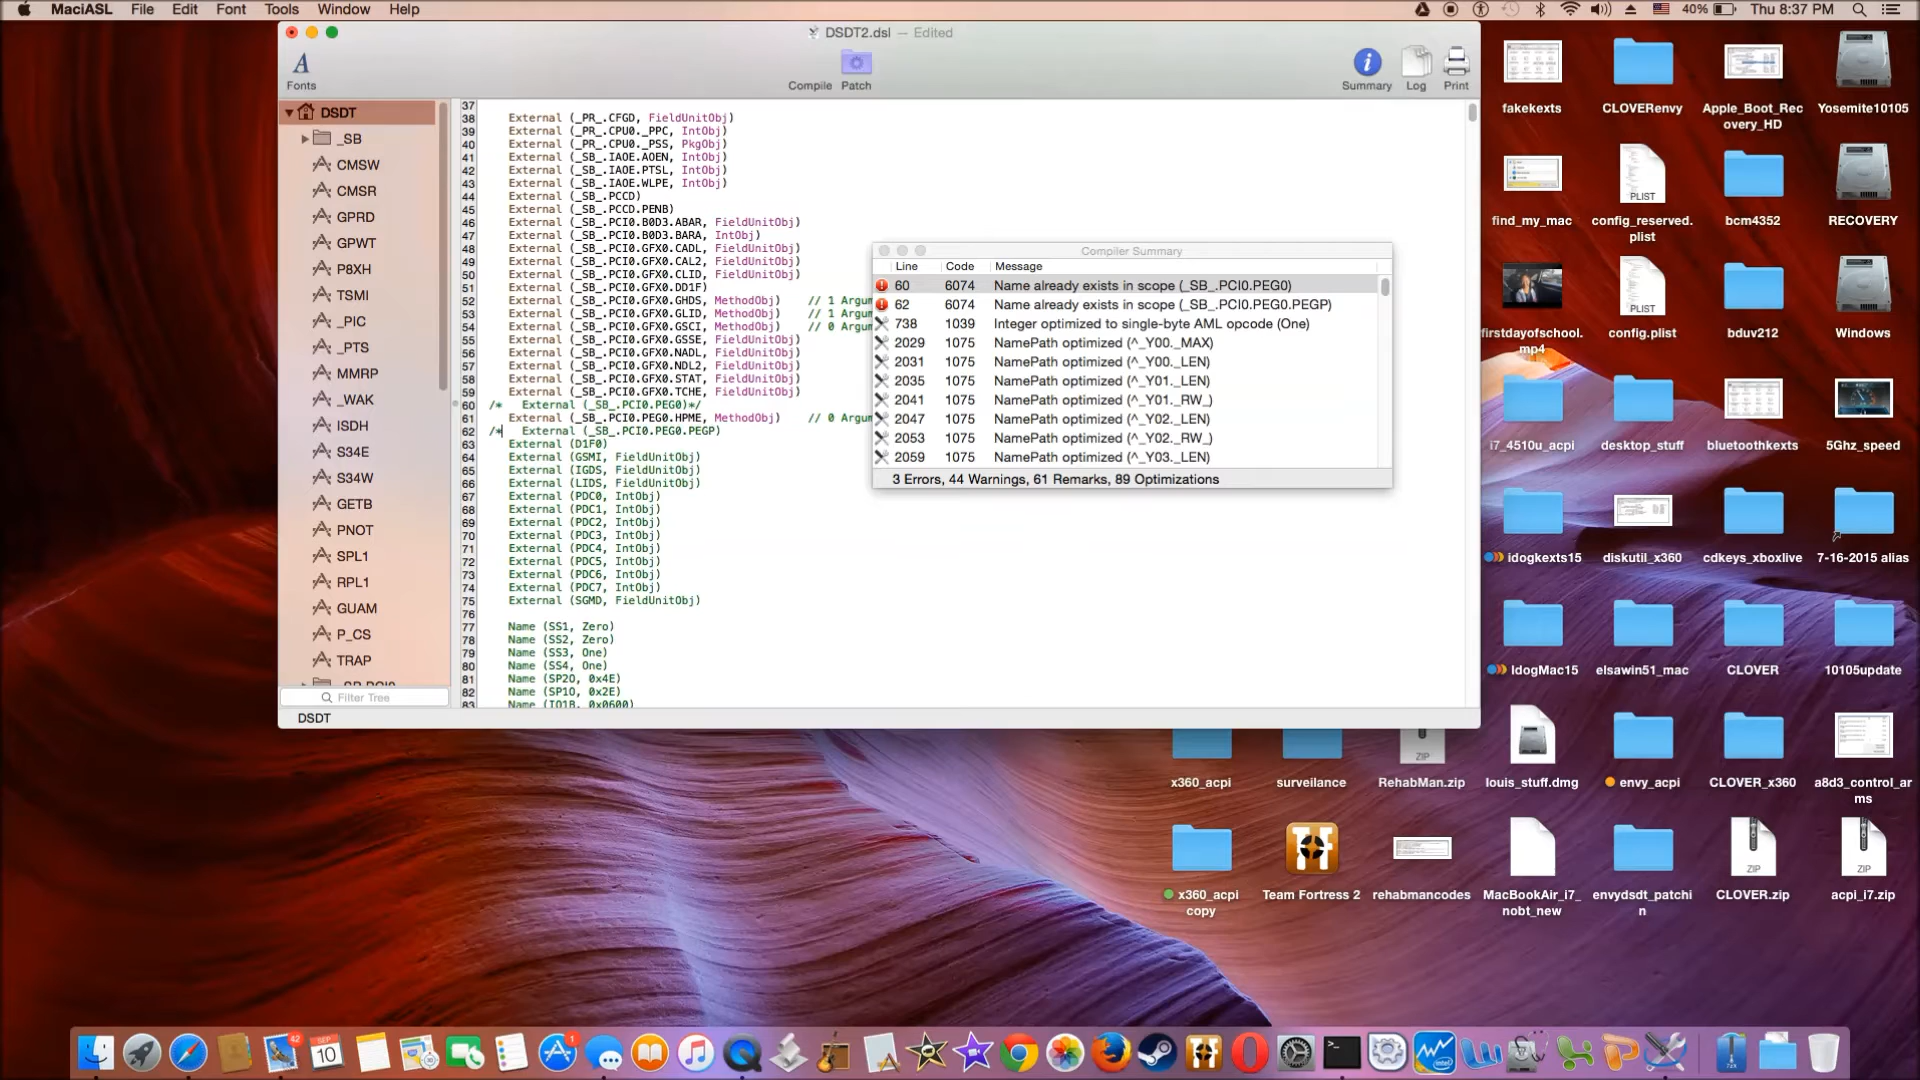 MaciASL File Edit Font Tools Window Help
40% Thu 8:37 PM
DSDT2.dsl — Edited
Fonts
Compile Patch
Summary Log Print
DSDT
_SB
CMSW
CMSR
GPRD
GPWT
P8XH
TSMI
_PIC
_PTS
MMRP
_WAK
ISDH
S34E
S34W
GETB
PNOT
SPL1
RPL1
GUAM
P_CS
TRAP
Filter Tree
DSDT
37
38 External (_PR_.CFGD, FieldUnitObj)
39 External (_PR_.CPU0._PPC, IntObj)
40 External (_PR_.CPU0._PSS, PkgObj)
41 External (_SB_.IAOE.AOEN, IntObj)
42 External (_SB_.IAOE.PTSL, IntObj)
43 External (_SB_.IAOE.WLPE, IntObj)
44 External (_SB_.PCCD)
45 External (_SB_.PCCD.PENB)
46 External (_SB_.PCI0.B0D3.ABAR, FieldUnitObj)
47 External (_SB_.PCI0.B0D3.BARA, IntObj)
48 External (_SB_.PCI0.GFX0.CADL, FieldUnitObj)
49 External (_SB_.PCI0.GFX0.CAL2, FieldUnitObj)
50 External (_SB_.PCI0.GFX0.CLID, FieldUnitObj)
51 External (_SB_.PCI0.GFX0.DD1F)
52 External (_SB_.PCI0.GFX0.GHDS, MethodObj) // 1 Argum
53 External (_SB_.PCI0.GFX0.GLID, MethodObj) // 1 Argum
54 External (_SB_.PCI0.GFX0.GSCI, MethodObj) // 0 Argum
55 External (_SB_.PCI0.GFX0.GSSE, FieldUnitObj)
56 External (_SB_.PCI0.GFX0.NADL, FieldUnitObj)
57 External (_SB_.PCI0.GFX0.NDL2, FieldUnitObj)
58 External (_SB_.PCI0.GFX0.STAT, FieldUnitObj)
59 External (_SB_.PCI0.GFX0.TCHE, FieldUnitObj)
60 /* External (_SB_.PCI0.PEG0)*/
61 External (_SB_.PCI0.PEG0.HPME, MethodObj) // 0 Argum
62 /* External (_SB_.PCI0.PEG0.PEGP)
63 External (D1F0)
64 External (GSMI, FieldUnitObj)
65 External (IGDS, FieldUnitObj)
66 External (LIDS, FieldUnitObj)
67 External (PDC0, IntObj)
68 External (PDC1, IntObj)
69 External (PDC2, IntObj)
70 External (PDC3, IntObj)
71 External (PDC4, IntObj)
72 External (PDC5, IntObj)
73 External (PDC6, IntObj)
74 External (PDC7, IntObj)
75 External (SGMD, FieldUnitObj)
76
77 Name (SS1, Zero)
78 Name (SS2, Zero)
79 Name (SS3, One)
80 Name (SS4, One)
81 Name (SP2O, 0x4E)
82 Name (SP1O, 0x2E)
83 Name (IO1B, 0x0600)
Compiler Summary
Line Code Message
60 6074 Name already exists in scope (_SB_.PCI0.PEG0)
62 6074 Name already exists in scope (_SB_.PCI0.PEG0.PEGP)
738 1039 Integer optimized to single-byte AML opcode (One)
2029 1075 NamePath optimized (^_Y00._MAX)
2031 1075 NamePath optimized (^_Y00._LEN)
2035 1075 NamePath optimized (^_Y01._LEN)
2041 1075 NamePath optimized (^_Y01._RW_)
2047 1075 NamePath optimized (^_Y02._LEN)
2053 1075 NamePath optimized (^_Y02._RW_)
2059 1075 NamePath optimized (^_Y03._LEN)
3 Errors, 44 Warnings, 61 Remarks, 89 Optimizations
fakekexts CLOVERenvy Apple_Boot_Rec
overy_HD
Yosemite10105
PLIST
find_my_mac config_reserved.
plist
bcm4352 RECOVERY
PLIST
firstdayofschool.
mp4
config.plist bduv212 Windows
i7_4510u_acpi desktop_stuff bluetoothkexts 5Ghz_speed
idogkexts15 diskutil_x360 cdkeys_xboxlive 7-16-2015 alias
IdogMac15 elsawin51_mac CLOVER 10105update
ZIP
x360_acpi surveilance RehabMan.zip louis_stuff.dmg envy_acpi CLOVER_x360 a8d3_control_ar
ms
ZIP ZIP
x360_acpi
copy
Team Fortress 2 rehabmancodes MacBookAir_i7_
nobt_new
envydsdt_patchi
n
CLOVER.zip acpi_i7.zip
42
SEP
10
1